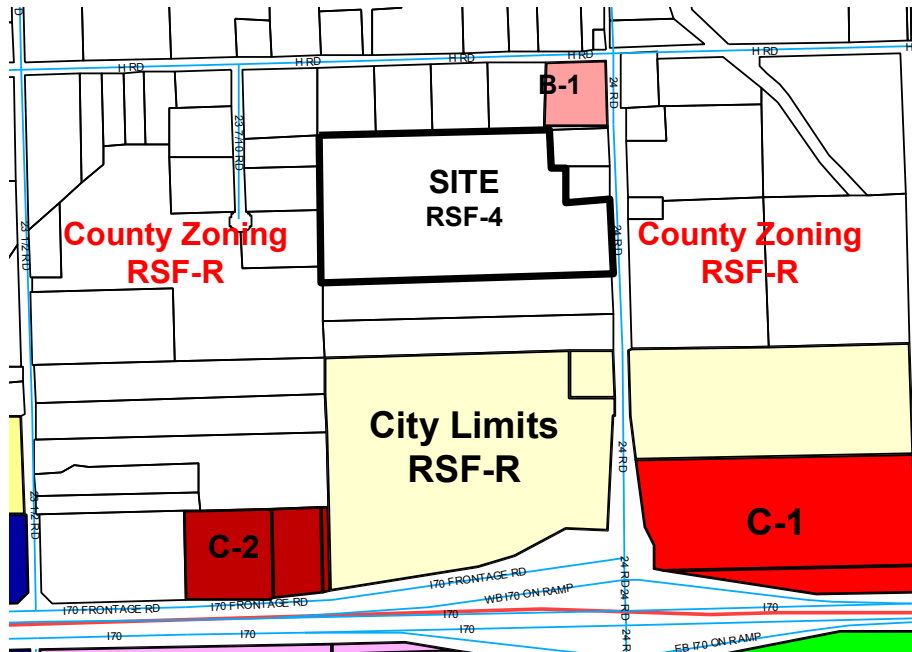 H RD
H RD
H RD
H RD
B-1
24 RD
23 7/10 RD
SITE
RSF-4
County Zoning
RSF-R
County Zoning
RSF-R
23 1/2 RD
24 RD
City Limits
RSF-R
24 RD
C-1
C-2
23 1/2 RD
I70 FRONTAGE RD
I70 FRONTAGE RD
I70 FRONTAGE RD
WB I70 ON RAMP
24 RD
24 RD
I70
I70
I70
I70
24 R
EB I70 ON RAMP